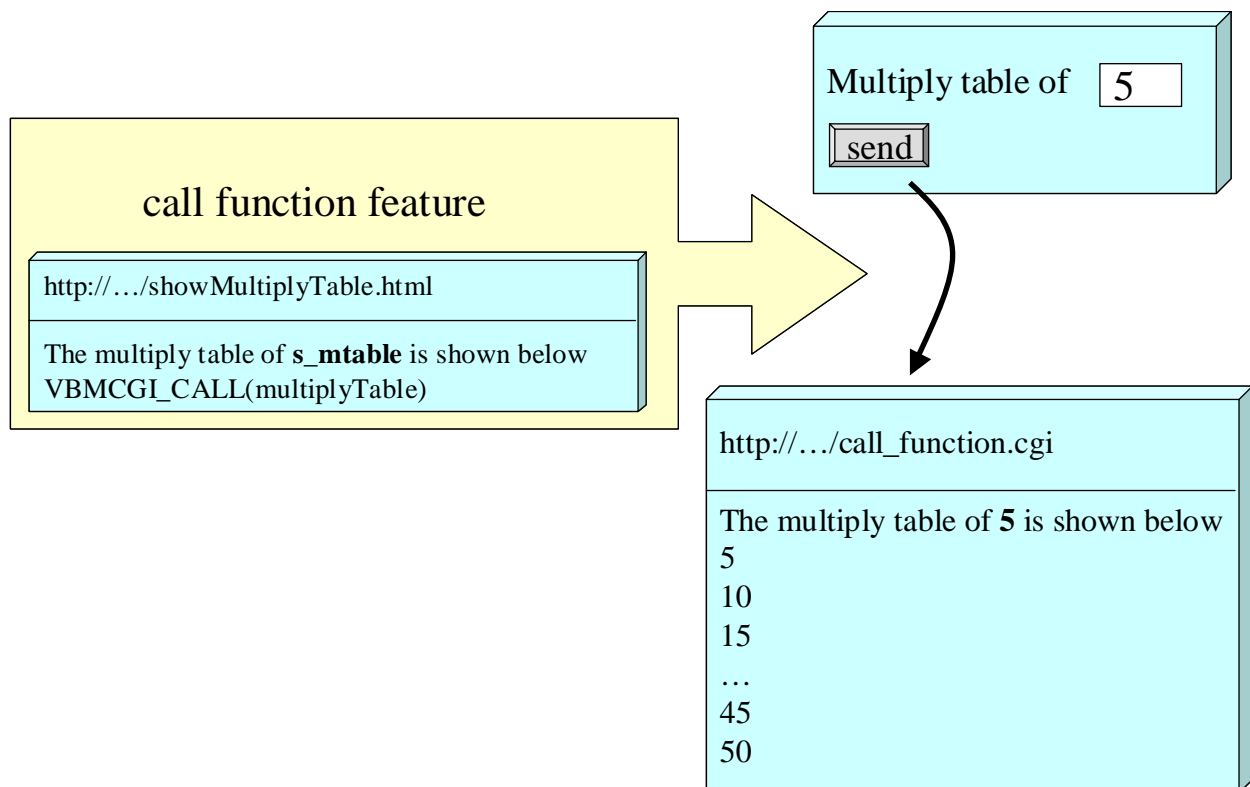 call function feature
http://…/showMultiplyTable.html
The multiply table of s_mtable is shown below
VBMCGI_CALL(multiplyTable)
Multiply table of 5
send
http://…/call_function.cgi
The multiply table of 5 is shown below
5
10
15
…
45
50